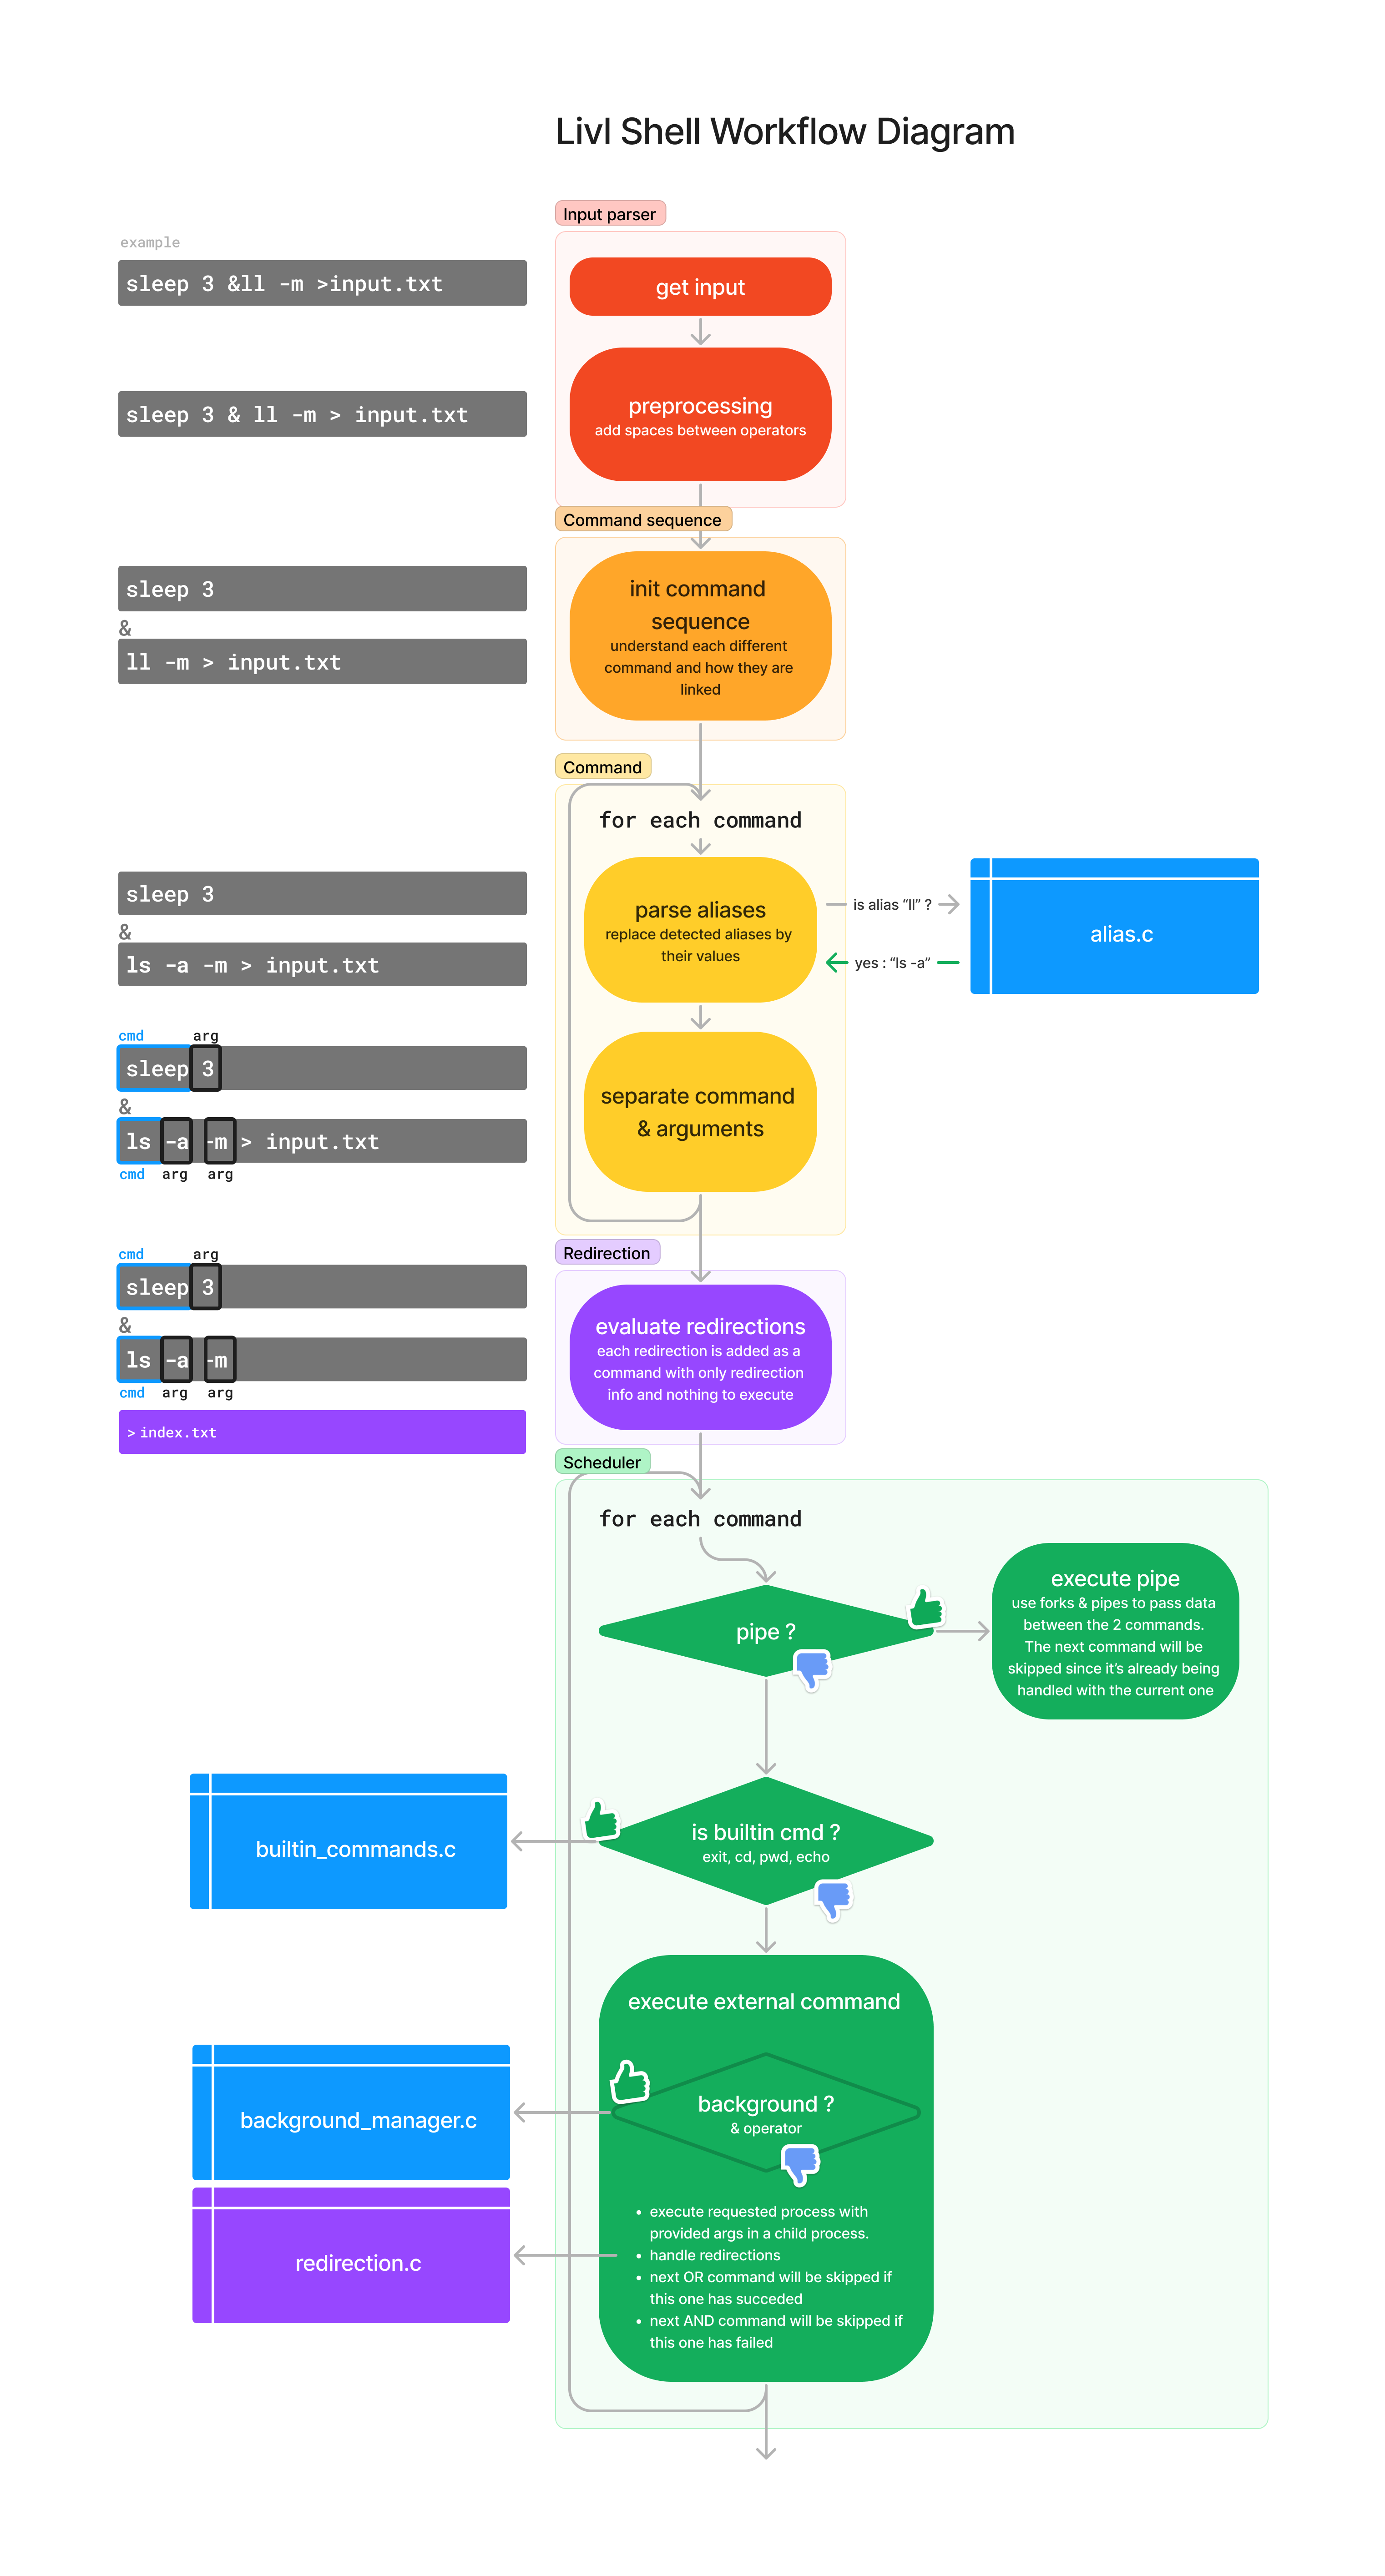 Livl Shell Workflow Diagram
Input parser
example
sleep 3 &ll -m >input.txt
get input
sleep 3 & ll -m > input.txt
preprocessing
add spaces between operators
Command sequence
sleep 3
&
ll -m > input.txt
init command
sequence
understand each different
command and how they are
linked
Command
for each command
sleep 3
&
ls -a -m > input.txt
parse aliases
replace detected aliases by
their values
is alias “ll” ?
yes : “ls -a”
alias.c
cmd arg
sleep 3
&
ls -a -m > input.txt
cmd arg arg
separate command
& arguments
Redirection
cmd arg
sleep 3
&
ls -a -m
cmd arg arg
> index.txt
evaluate redirections
each redirection is added as a
command with only redirection
info and nothing to execute
Scheduler
for each command
pipe ?
execute pipe
use forks & pipes to pass data
between the 2 commands.
The next command will be
skipped since it’s already being
handled with the current one
is builtin cmd ?
exit, cd, pwd, echo
builtin_commands.c
execute external command
background ?
& operator
background_manager.c
• execute requested process with
provided args in a child process.
• handle redirections
• next OR command will be skipped if
this one has succeded
• next AND command will be skipped if
this one has failed
redirection.c